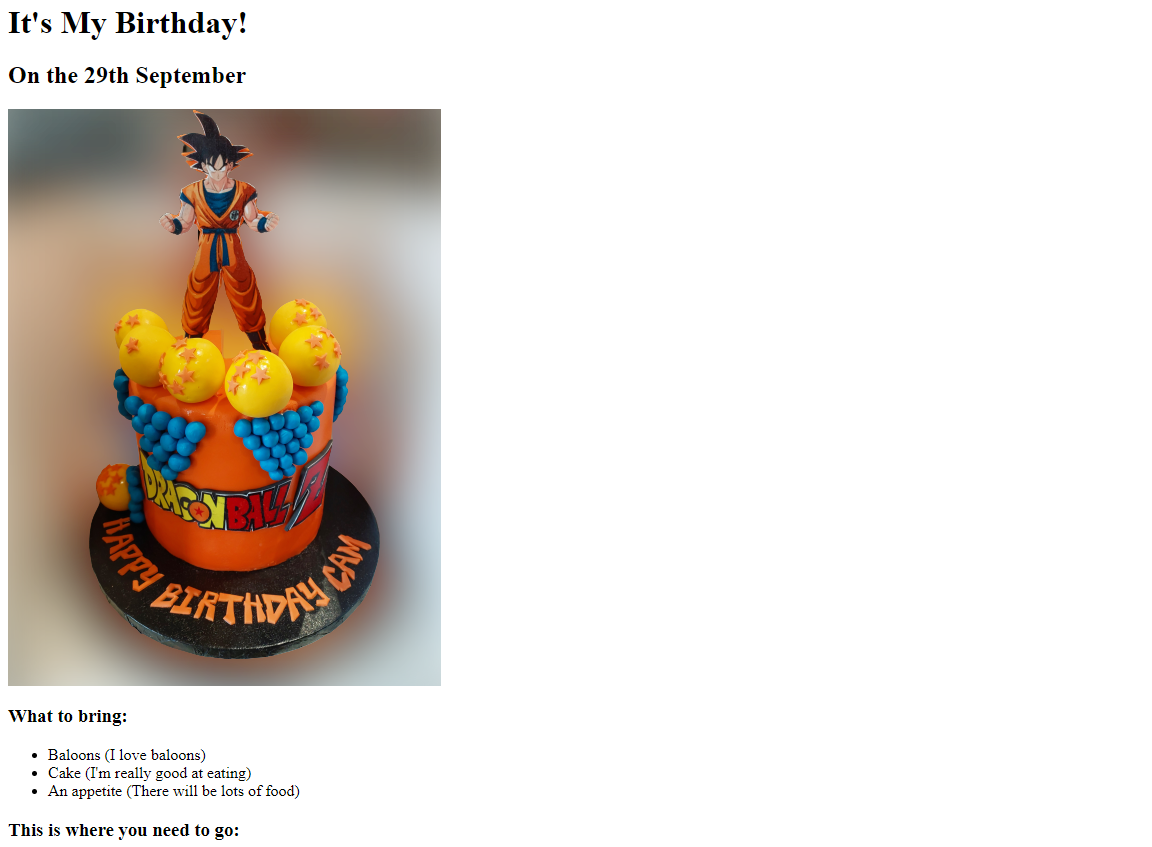 It's My Birthday!
On the 29th September
DRAGON BALL Z
HAPPY BIRTHDAY CAM
What to bring:
Baloons (I love baloons)
Cake (I'm really good at eating)
An appetite (There will be lots of food)
This is where you need to go: